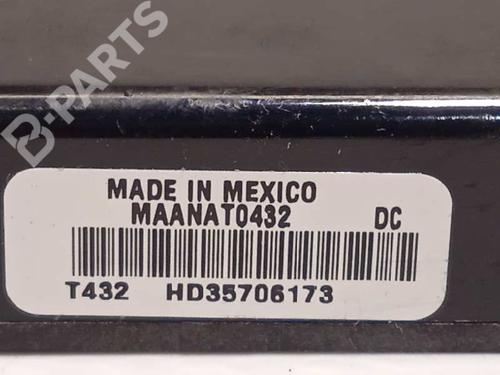 B-PARTS
MADE IN MEXICO
MAANAT0432 DC
T432 HD35706173